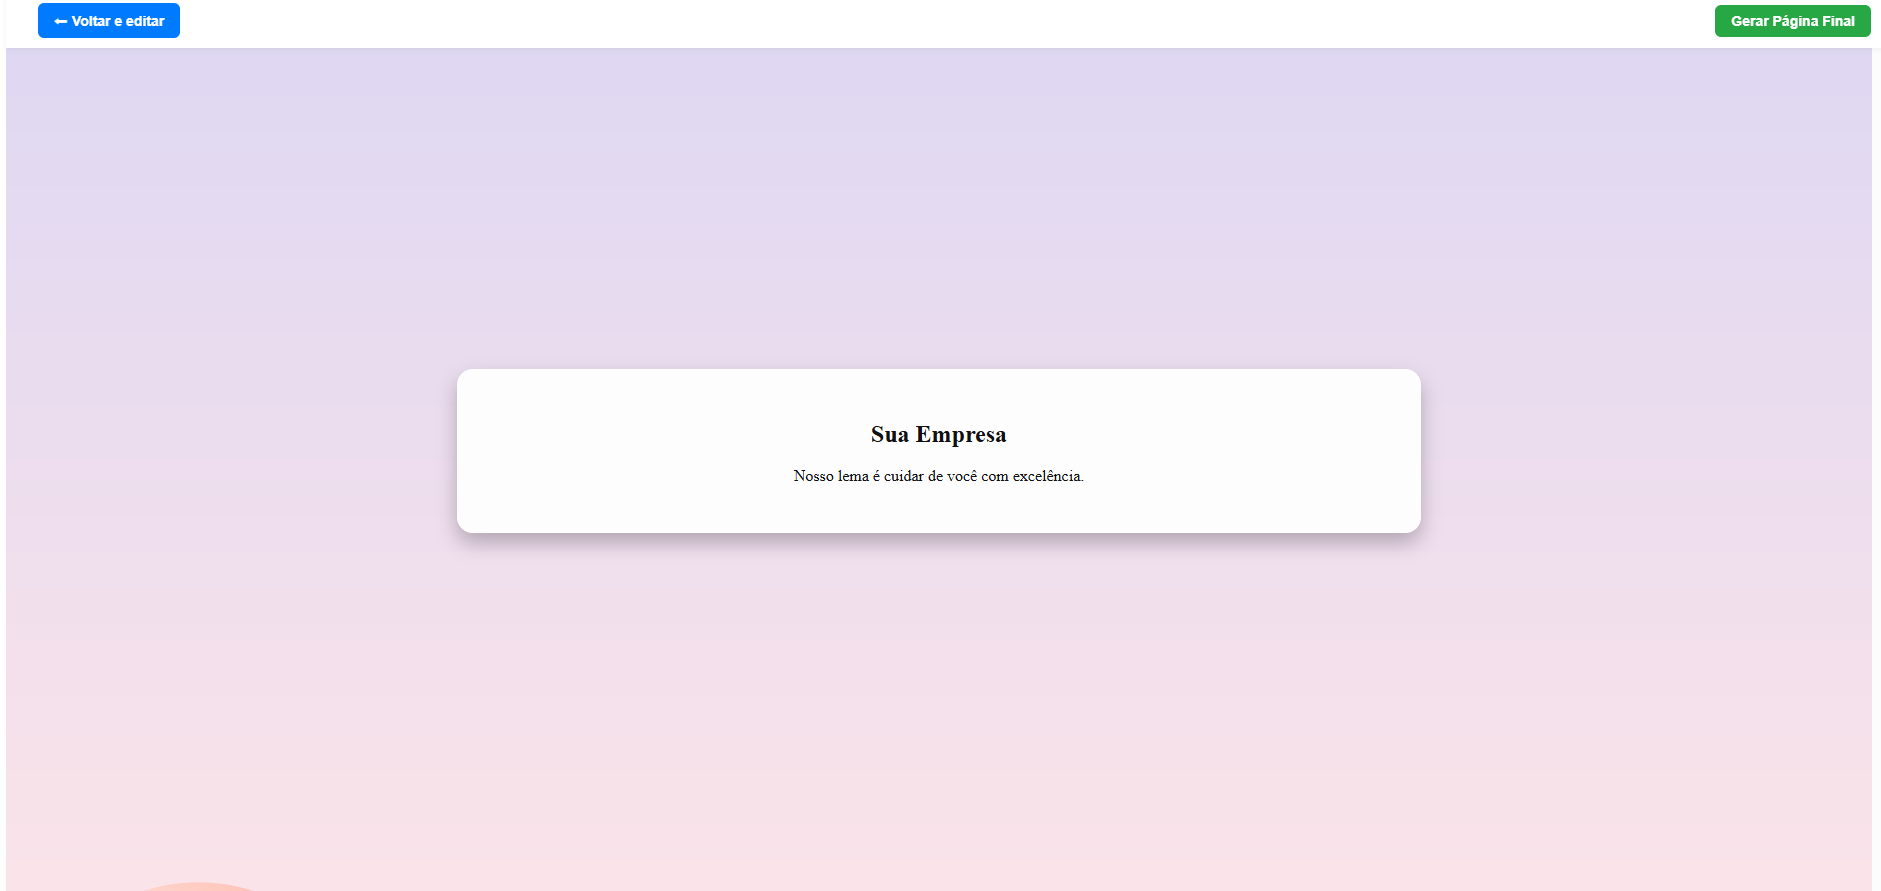 ← Voltar e editar
Gerar Página Final
Sua Empresa
Nosso lema é cuidar de você com excelência.